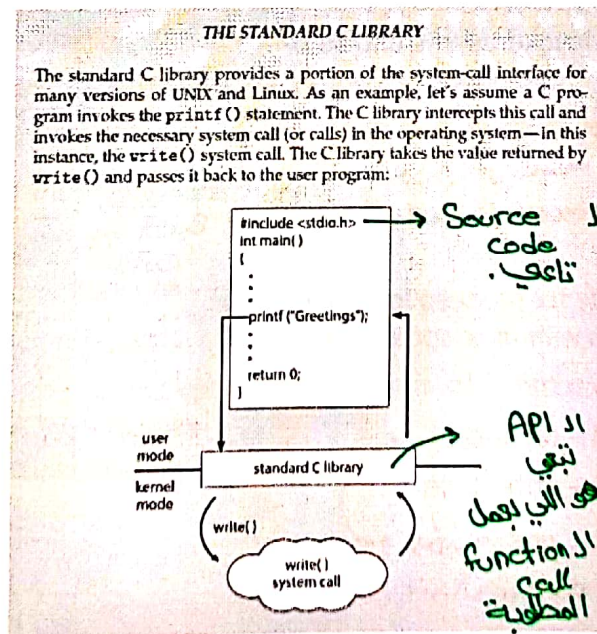 THE STANDARD C LIBRARY
The standard C library provides a portion of the system-call interface for
many versions of UNIX and Linux. As an example, let's assume a C pro-
gram invokes the printf() statement. The C library intercepts this call and
invokes the necessary system call (or calls) in the operating system—in this
instance, the write() system call. The C library takes the value returned by
write() and passes it back to the user program:
#include <stdio.h>
int main( )
{
•
•
•
•
printf ("Greetings");
•
•
•
•
return 0;
}
ال Source
code
تاعي.
user
mode
standard C library
kernel
mode
write( )
write( )
system call
ال API
تبعي
هو اللي بعمل
ال function
call
المطلوبة